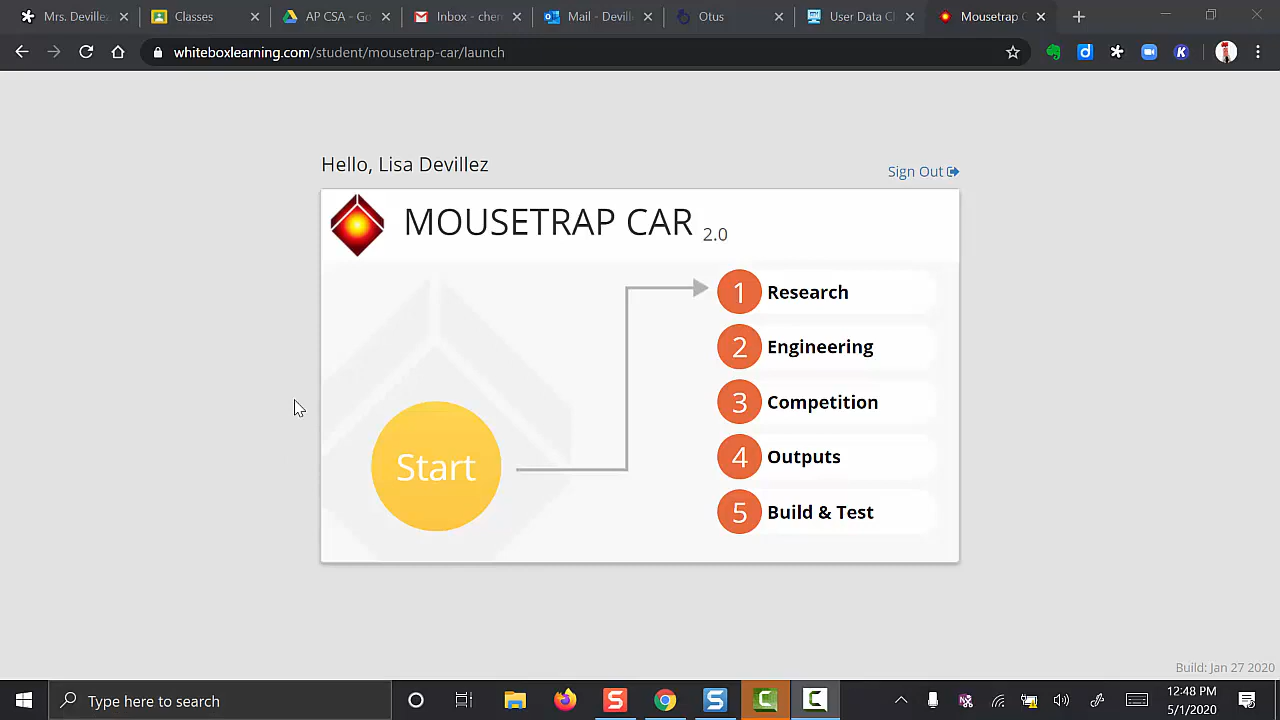 Mrs. Devillez
Classes
AP CSA - Go
Inbox - cher
Mail - Devill
Otus
User Data Cl
Mousetrap C
whiteboxlearning.com/student/mousetrap-car/launch
Hello, Lisa Devillez
Sign Out
MOUSETRAP CAR 2.0
1 Research
2 Engineering
3 Competition
4 Outputs
5 Build & Test
Start
Build: Jan 27 2020
Type here to search
12:48 PM
5/1/2020